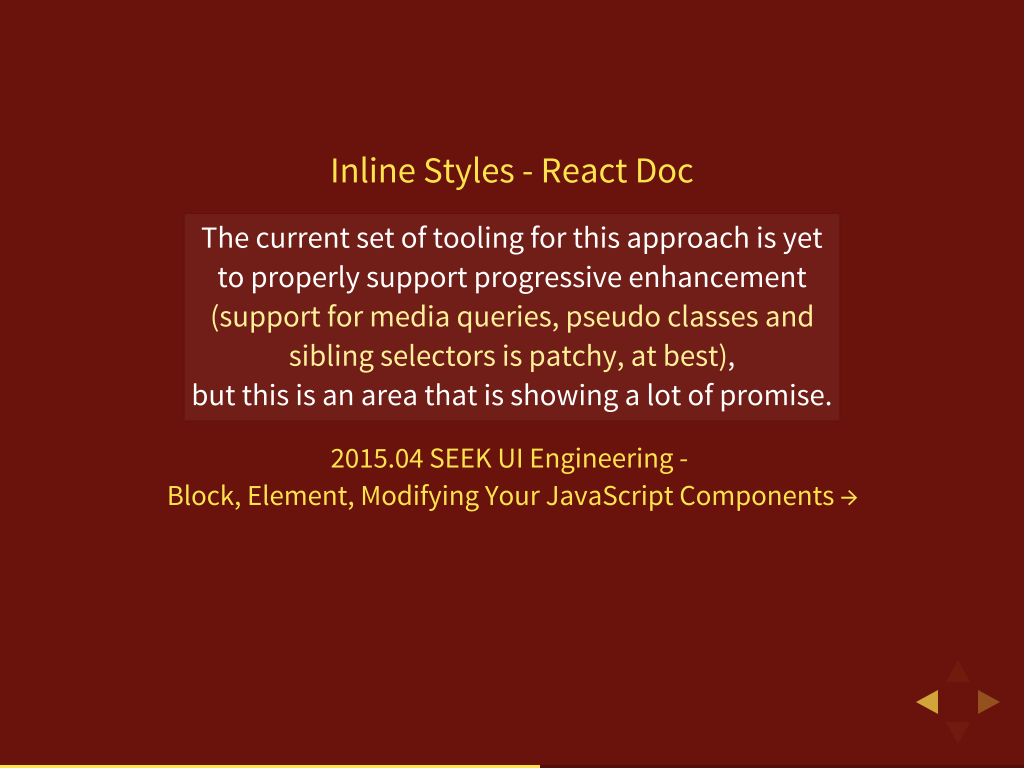 Inline Styles - React Doc
The current set of tooling for this approach is yet
to properly support progressive enhancement
(support for media queries, pseudo classes and
sibling selectors is patchy, at best),
but this is an area that is showing a lot of promise.
2015.04 SEEK UI Engineering -
Block, Element, Modifying Your JavaScript Components →